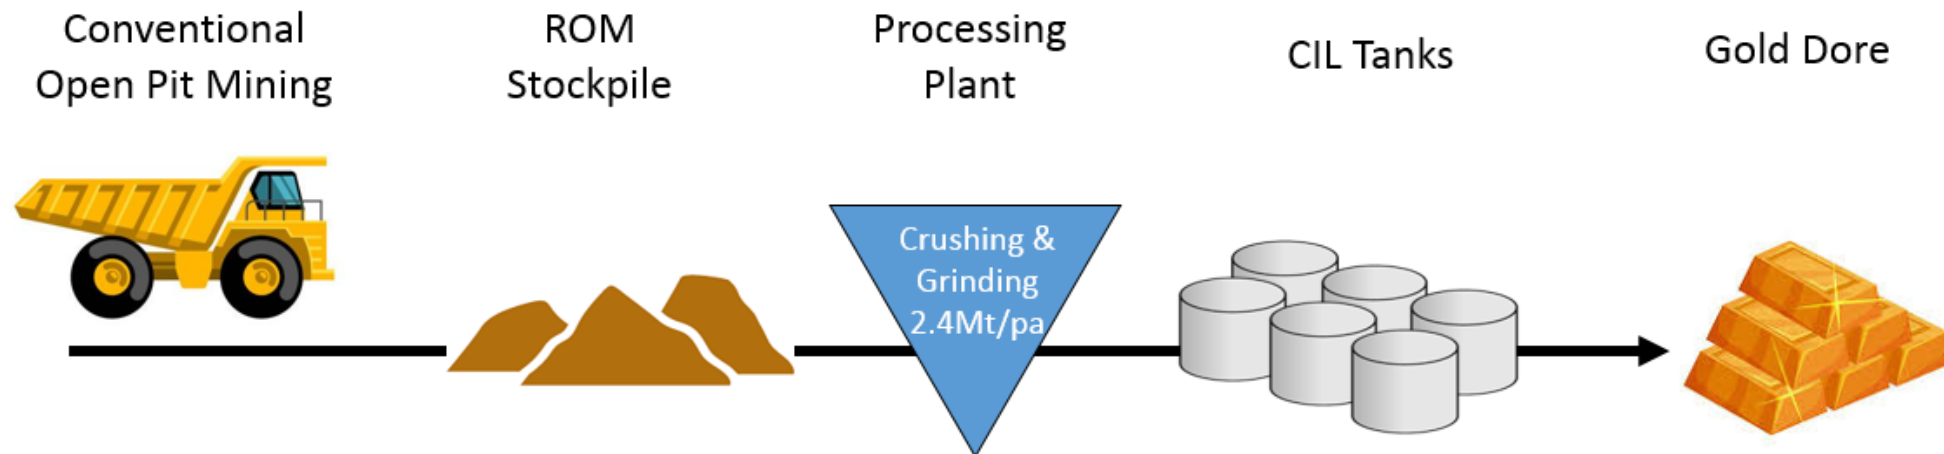 Conventional
Open Pit Mining
ROM
Stockpile
Processing
Plant
CIL Tanks
Gold Dore
Crushing &
Grinding
2.4Mt/pa